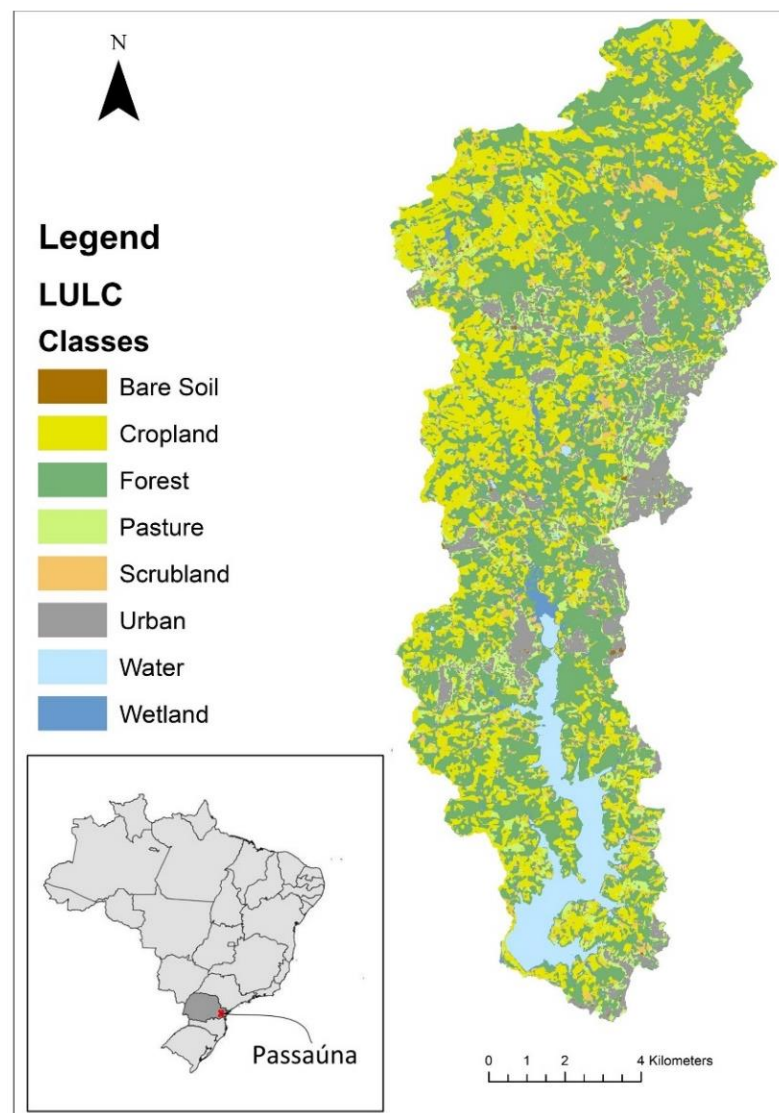 N
Legend
LULC
Classes
Bare Soil
Cropland
Forest
Pasture
Scrubland
Urban
Water
Wetland
Passaúna
0 1 2 4 Kilometers